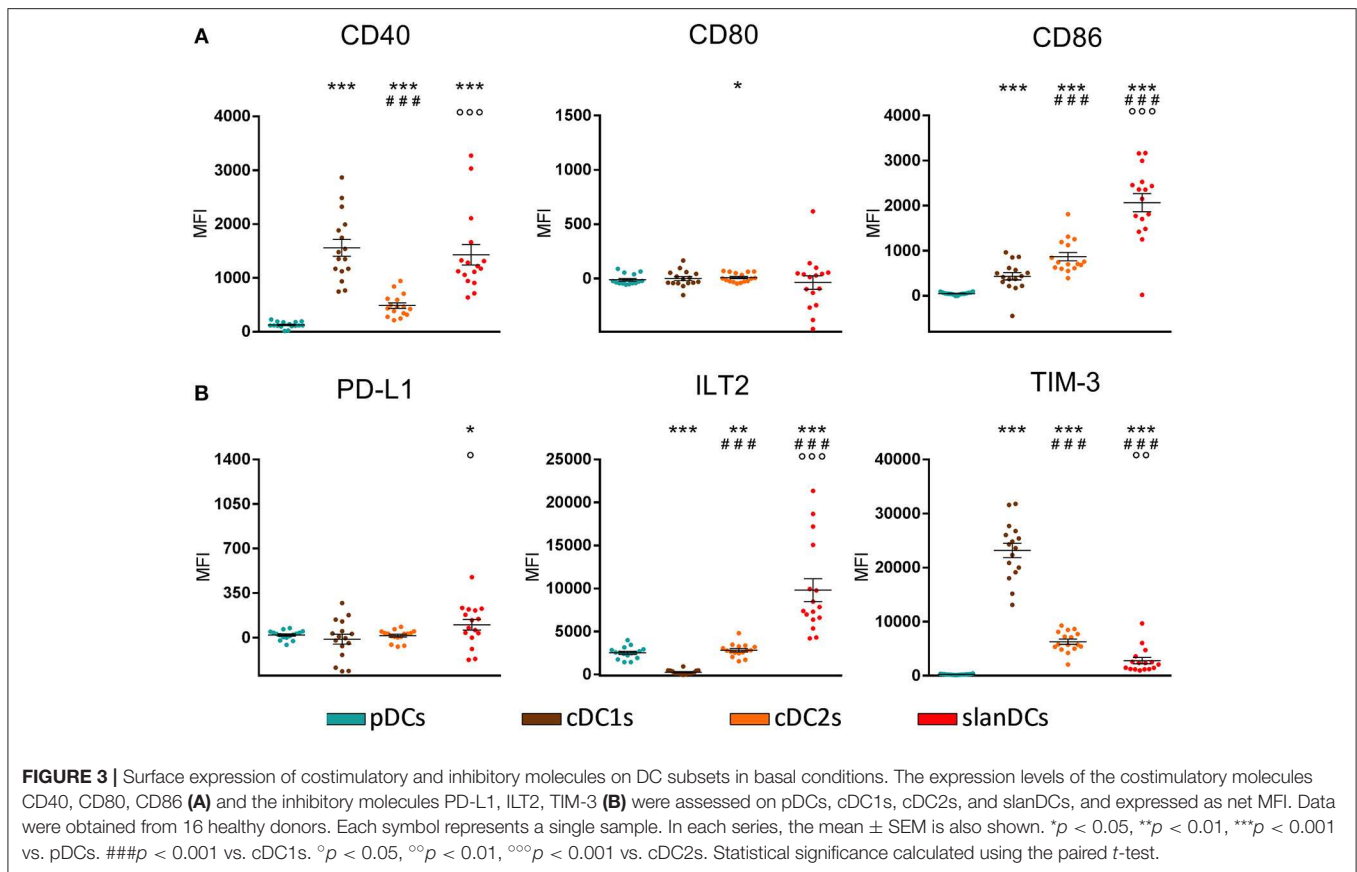 A
CD40
CD80
CD86
***
***
***
###
°°°
*
***
***
***
###
###
°°°
MFI
4000
3000
2000
1000
0
MFI
1500
1000
500
0
MFI
4000
3000
2000
1000
0
B
PD-L1
ILT2
TIM-3
*
°
***
**
***
###
###
°°°
***
***
***
###
###
°°
MFI
1400
1050
700
350
0
MFI
25000
20000
15000
10000
5000
0
MFI
40000
30000
20000
10000
0
pDCs
cDC1s
cDC2s
slanDCs
FIGURE 3 | Surface expression of costimulatory and inhibitory molecules on DC subsets in basal conditions. The expression levels of the costimulatory molecules
CD40, CD80, CD86 (A) and the inhibitory molecules PD-L1, ILT2, TIM-3 (B) were assessed on pDCs, cDC1s, cDC2s, and slanDCs, and expressed as net MFI. Data
were obtained from 16 healthy donors. Each symbol represents a single sample. In each series, the mean ± SEM is also shown. *p < 0.05, **p < 0.01, ***p < 0.001
vs. pDCs. ###p < 0.001 vs. cDC1s. °p < 0.05, °°p < 0.01, °°°p < 0.001 vs. cDC2s. Statistical significance calculated using the paired t-test.